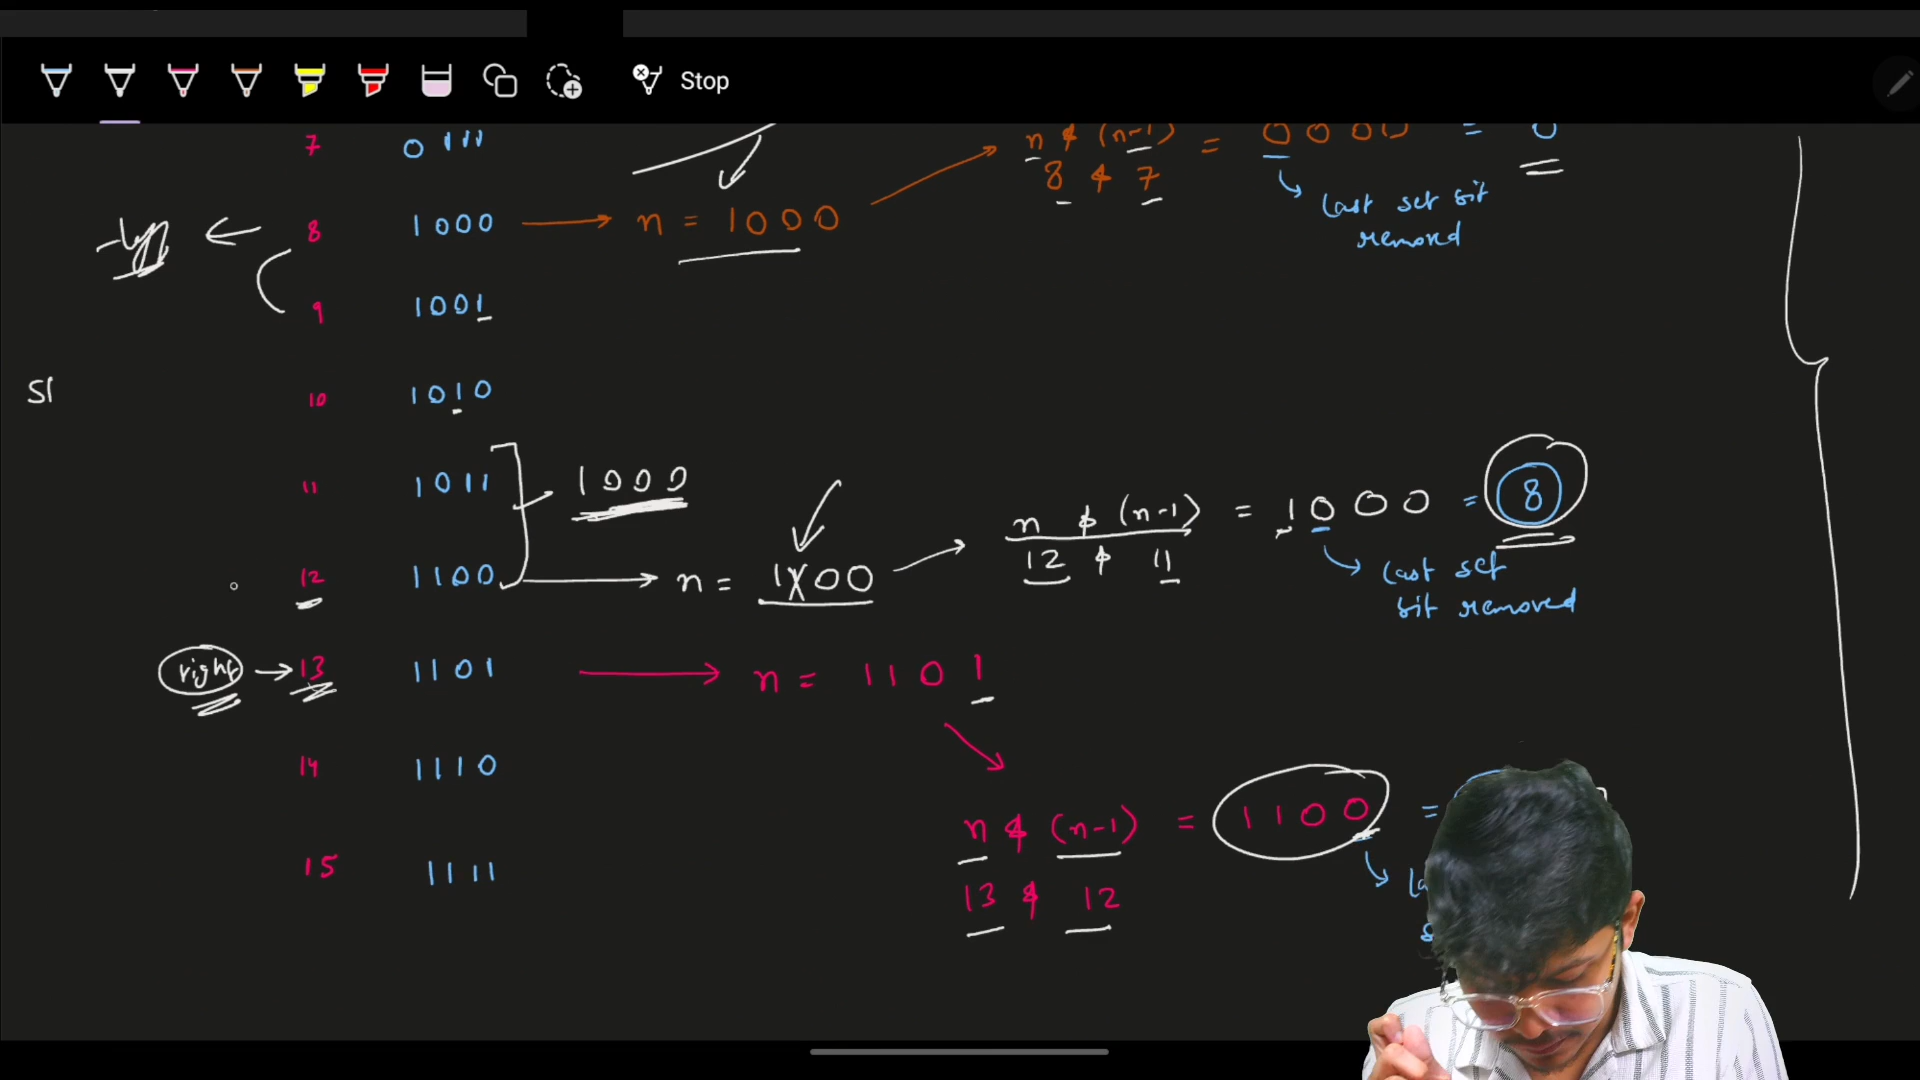 Stop
7 0111
n & (n-1) = 0000 = 0
8 & 7
last set bit
removed
8 1000 n = 1000
9 1001
10 1010
11 1011 1000
n & (n-1) = 1000 = 8
12 & 11
last set
bit removed
12 1100 n = 1100
right 13 1101 n = 1101
14 1110
n & (n-1) = 1100 =
13 & 12
15 1111